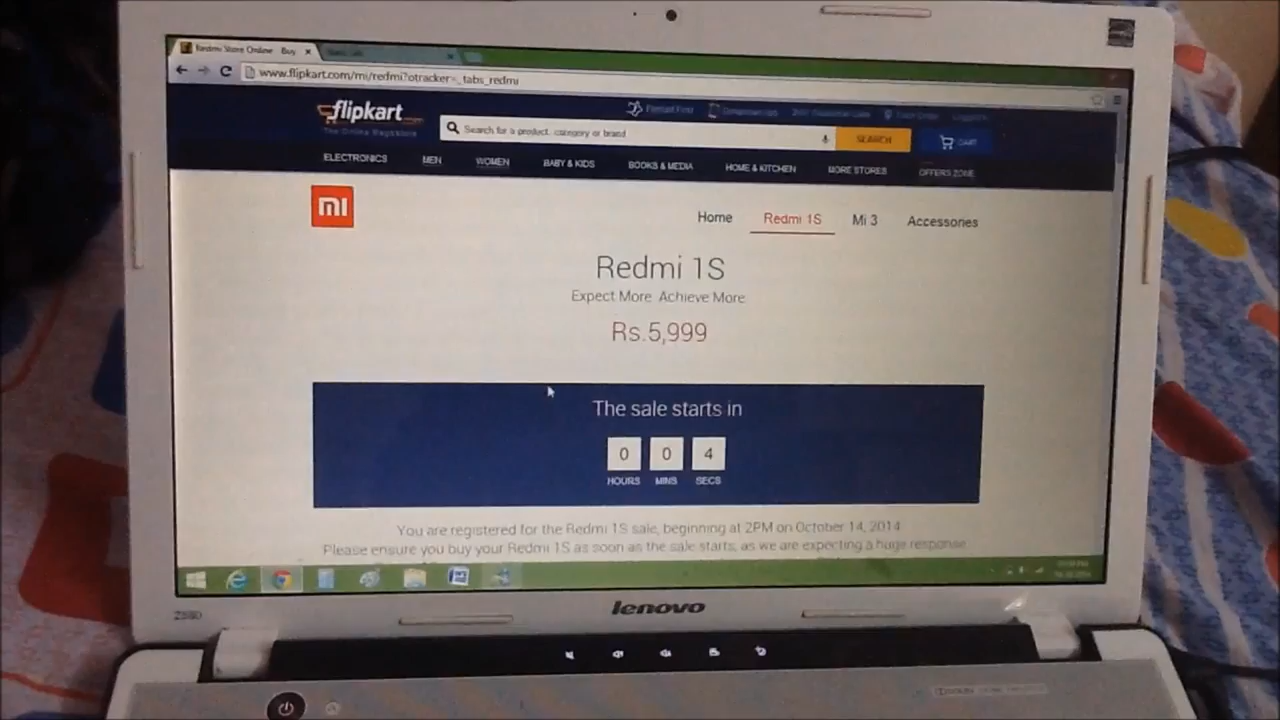 Redmi Store Online Buy
www.flipkart.com/mi/redmi?otracker=_tabs_redmi
flipkart
The Online Megastore
Search for a product, category or brand
SEARCH
CART
ELECTRONICS MEN WOMEN BABY & KIDS BOOKS & MEDIA HOME & KITCHEN MORE STORES OFFERS ZONE
mi
Home Redmi 1S Mi 3 Accessories
Redmi 1S
Expect More Achieve More
Rs.5,999
The sale starts in
0 0 4
HOURS MINS SECS
You are registered for the Redmi 1S sale, beginning at 2PM on October 14, 2014
Please ensure you buy your Redmi 1S as soon as the sale starts, as we are expecting a huge response
lenovo